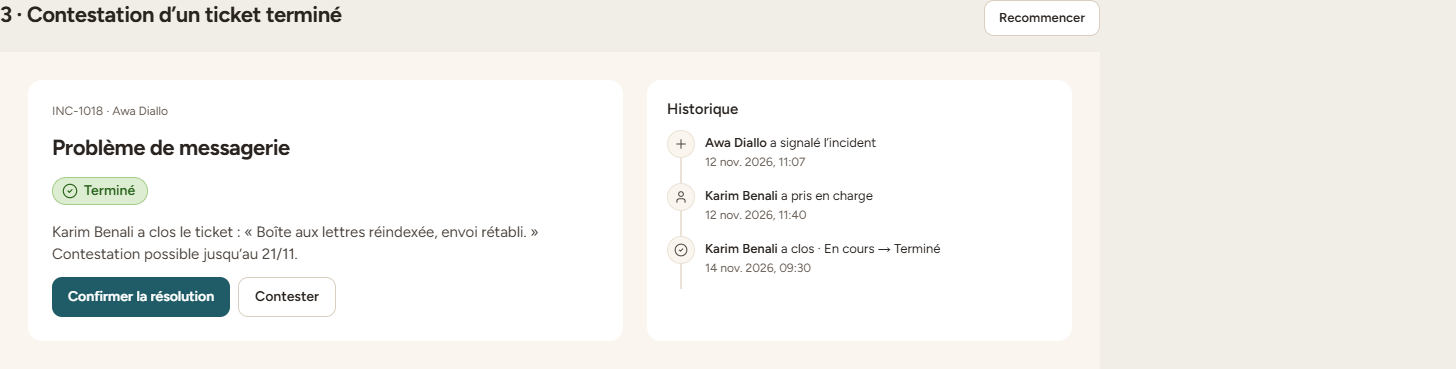 3 · Contestation d’un ticket terminé
Recommencer
INC-1018 · Awa Diallo
Problème de messagerie
Terminé
Karim Benali a clos le ticket : « Boîte aux lettres réindexée, envoi rétabli. »
Contestation possible jusqu’au 21/11.
Confirmer la résolution
Contester
Historique
Awa Diallo a signalé l’incident
12 nov. 2026, 11:07
Karim Benali a pris en charge
12 nov. 2026, 11:40
Karim Benali a clos · En cours → Terminé
14 nov. 2026, 09:30